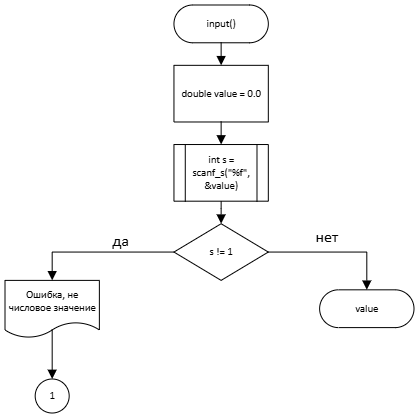 input()
double value = 0.0
int s =
scanf_s("%f",
&value)
s != 1
да
нет
Ошибка, не
числовое значение
value
1